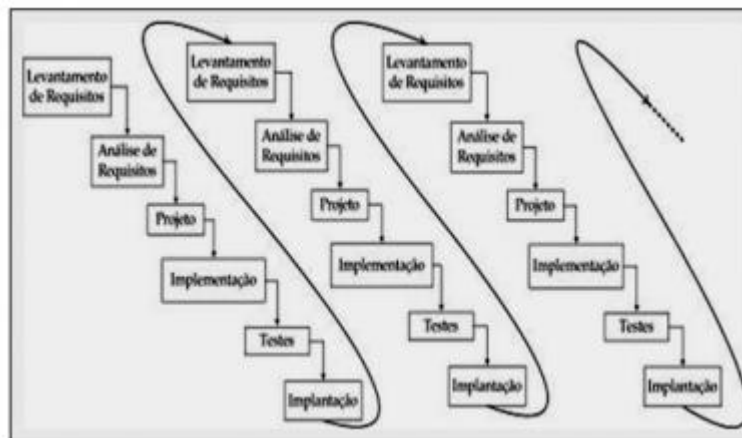 Levantamento
de Requisitos
Análise de
Requisitos
Projeto
Implementação
Testes
Implantação
Levantamento
de Requisitos
Análise de
Requisitos
Projeto
Implementação
Testes
Implantação
Levantamento
de Requisitos
Análise de
Requisitos
Projeto
Implementação
Testes
Implantação